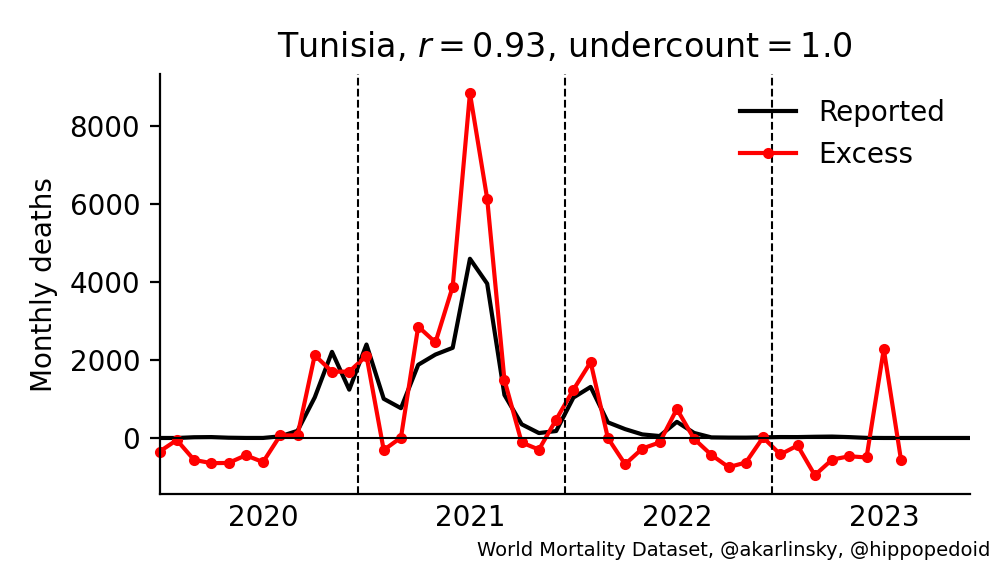 Tunisia, r = 0.93, undercount = 1.0
Reported
Excess
Monthly deaths
8000
6000
4000
2000
0
2020 2021 2022 2023
World Mortality Dataset, @akarlinsky, @hippopedoid